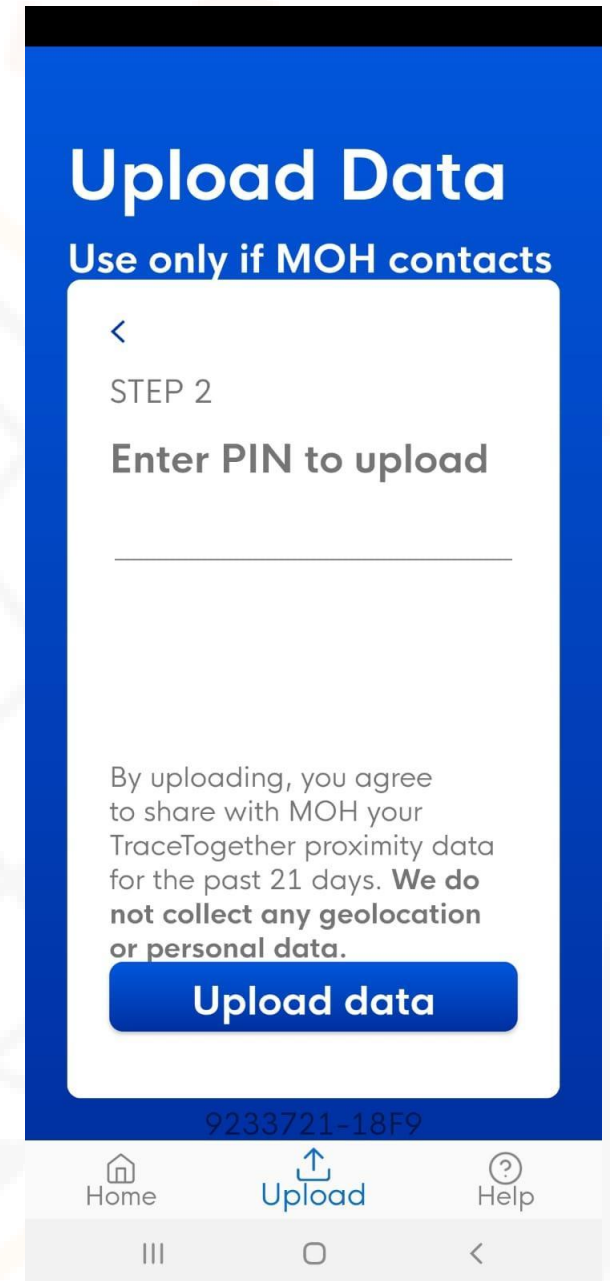 Upload Data
Use only if MOH contacts
STEP 2
Enter PIN to upload
By uploading, you agree
to share with MOH your
TraceTogether proximity data
for the past 21 days. We do
not collect any geolocation
or personal data.
Upload data
9233721-18F9
Home Upload Help